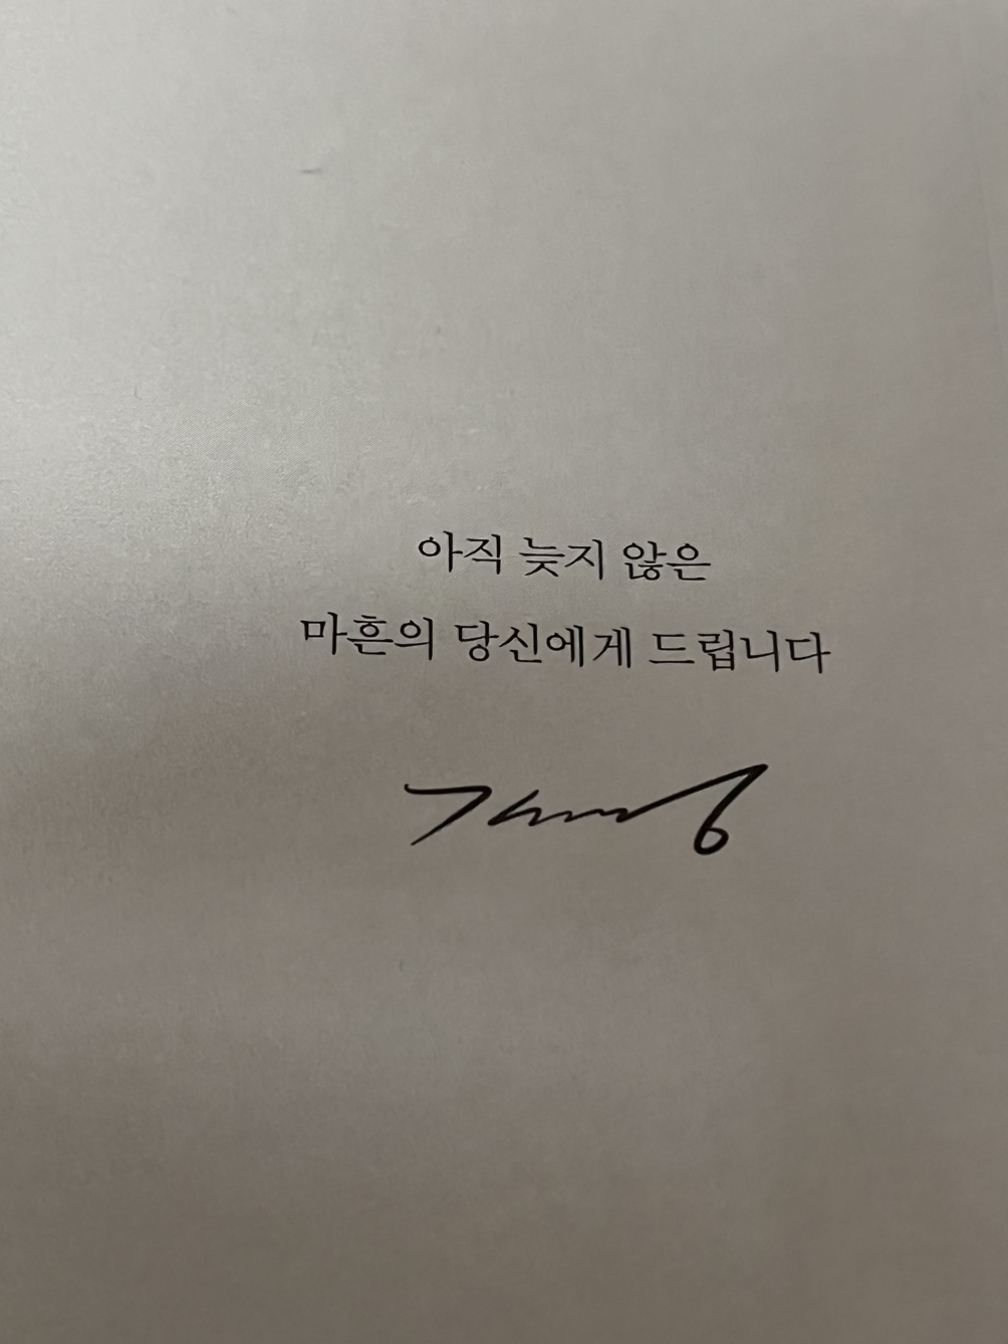 아직 늦지 않은
마흔의 당신에게 드립니다